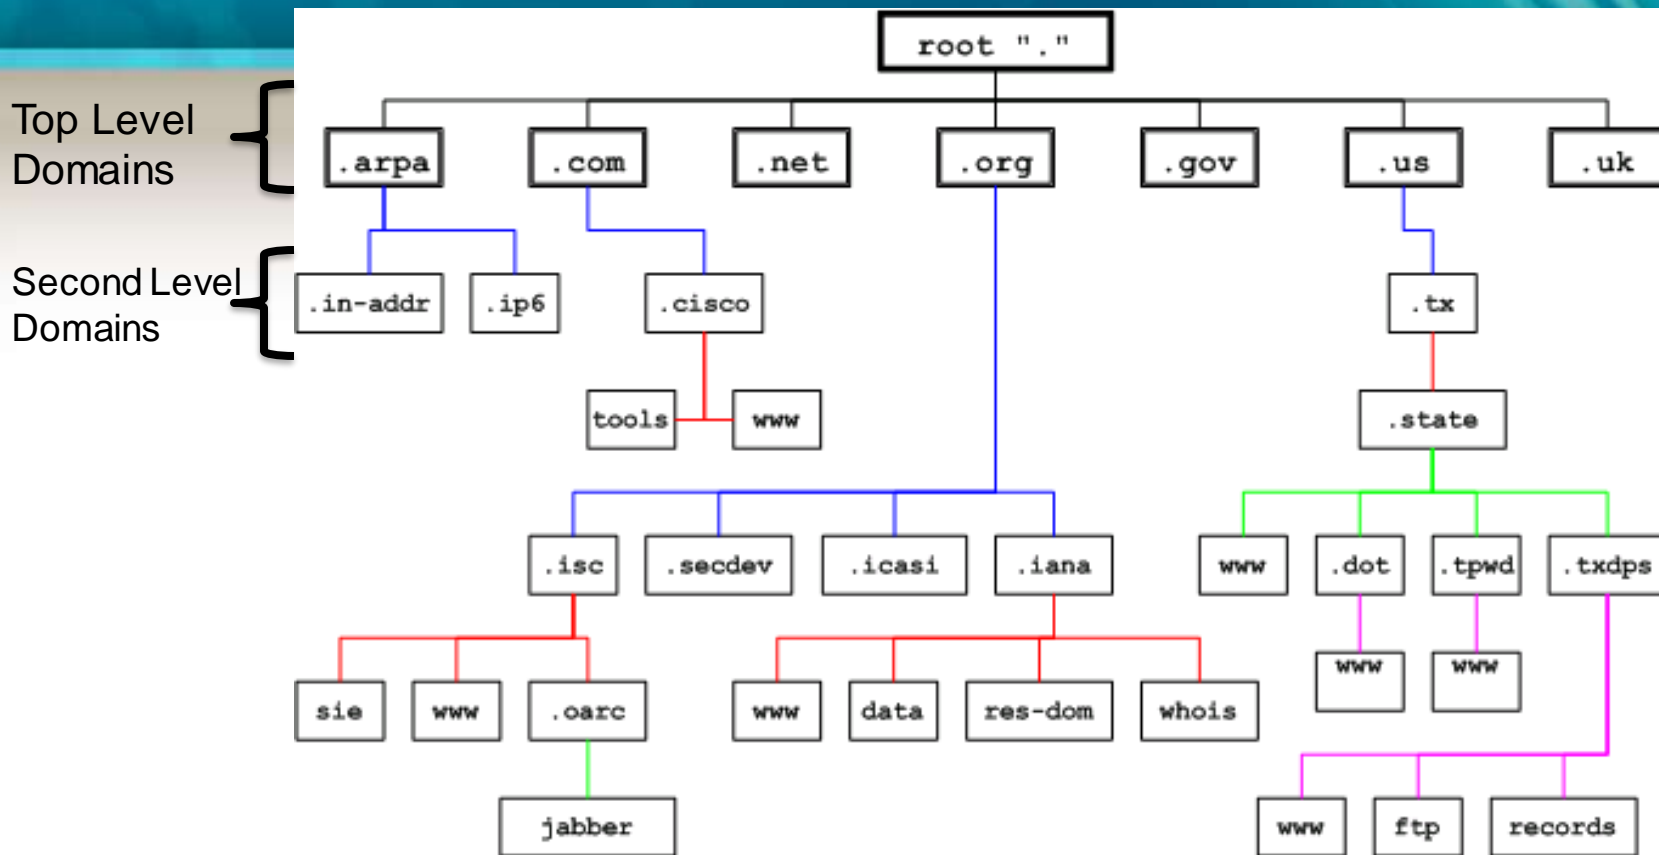 root "."
Top Level
Domains
.arpa
.com
.net
.org
.gov
.us
.uk
Second Level
Domains
.in-addr
.ip6
.cisco
.tx
tools
www
.state
.isc
.secdev
.icasi
.iana
www
.dot
.tpwd
.txdps
www
www
sie
www
.oarc
www
data
res-dom
whois
jabber
www
ftp
records